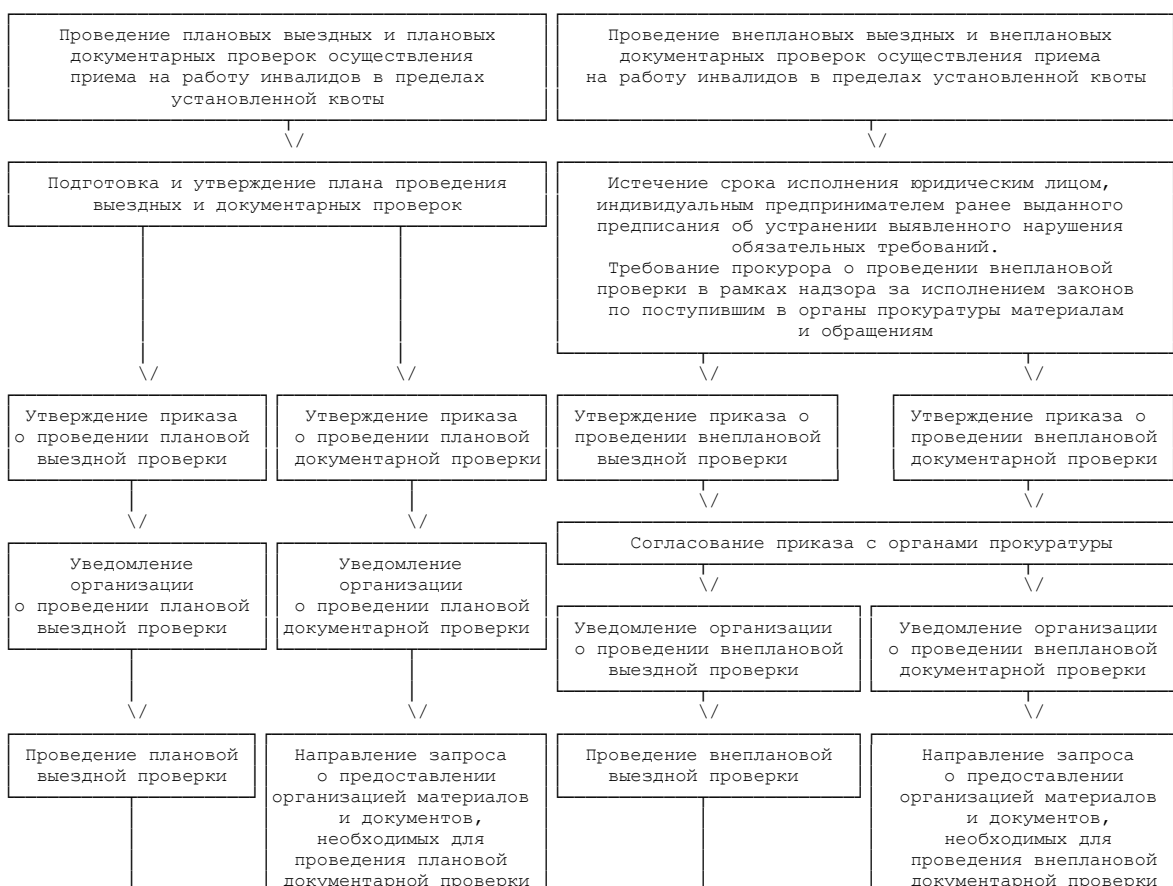 Проведение плановых выездных и плановых
документарных проверок осуществления
приема на работу инвалидов в пределах
установленной квоты
Проведение внеплановых выездных и внеплановых
документарных проверок осуществления приема
на работу инвалидов в пределах установленной квоты
Подготовка и утверждение плана проведения
выездных и документарных проверок
Истечение срока исполнения юридическим лицом,
индивидуальным предпринимателем ранее выданного
предписания об устранении выявленного нарушения
обязательных требований.
Требование прокурора о проведении внеплановой
проверки в рамках надзора за исполнением законов
по поступившим в органы прокуратуры материалам
и обращениям
Утверждение приказа
о проведении плановой
выездной проверки
Утверждение приказа
о проведении плановой
документарной проверки
Утверждение приказа о
проведении внеплановой
выездной проверки
Утверждение приказа о
проведении внеплановой
документарной проверки
Согласование приказа с органами прокуратуры
Уведомление
организации
о проведении плановой
выездной проверки
Уведомление
организации
о проведении плановой
документарной проверки
Уведомление организации
о проведении внеплановой
выездной проверки
Уведомление организации
о проведении внеплановой
документарной проверки
Проведение плановой
выездной проверки
Направление запроса
о предоставлении
организацией материалов
и документов,
необходимых для
проведения плановой
документарной проверки
Проведение внеплановой
выездной проверки
Направление запроса
о предоставлении
организацией материалов
и документов,
необходимых для
проведения внеплановой
документарной проверки